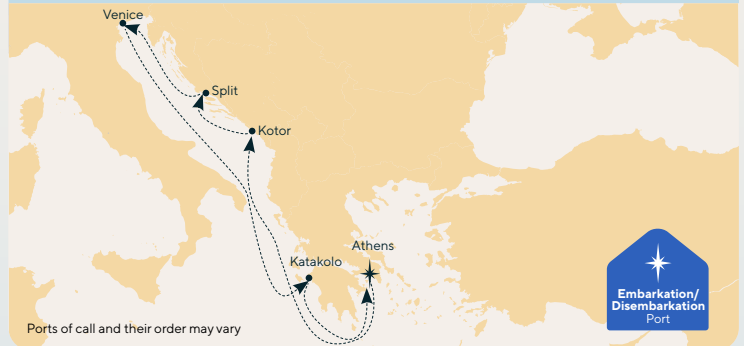 Venice
Split
Kotor
Athens
Katakolo
Embarkation/
Disembarkation
Port
Ports of call and their order may vary